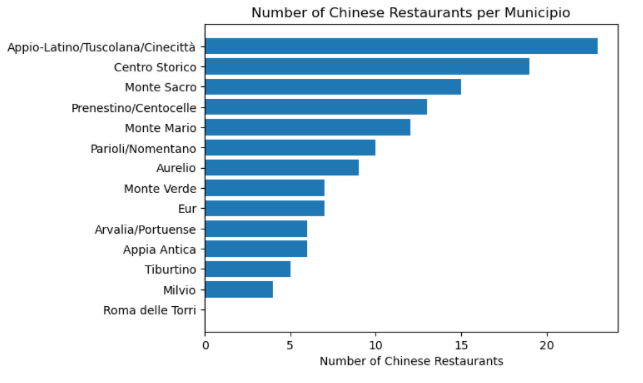 Number of Chinese Restaurants per Municipio
Appio-Latino/Tuscolana/Cinecittà
Centro Storico
Monte Sacro
Prenestino/Centocelle
Monte Mario
Parioli/Nomentano
Aurelio
Monte Verde
Eur
Arvalia/Portuense
Appia Antica
Tiburtino
Milvio
Roma delle Torri
0 5 10 15 20
Number of Chinese Restaurants